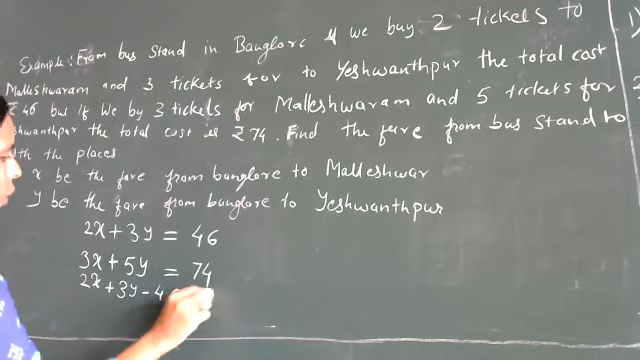 Example: From bus stand in Banglore if we buy 2 tickets to
Malleshwaram and 3 tickets for to Yeshwanthpur the total cost
₹46 but if We by 3 tickets for Malleshwaram and 5 tickets for
shwanthpur the total cost is ₹74. Find the fare from bus stand to
oth the places
x be the fare from banglore to Malleshwar
y be the fare from banglore to Yeshwanthpur
2x + 3y = 46
3x + 5y = 74
2x + 3y - 4
1)